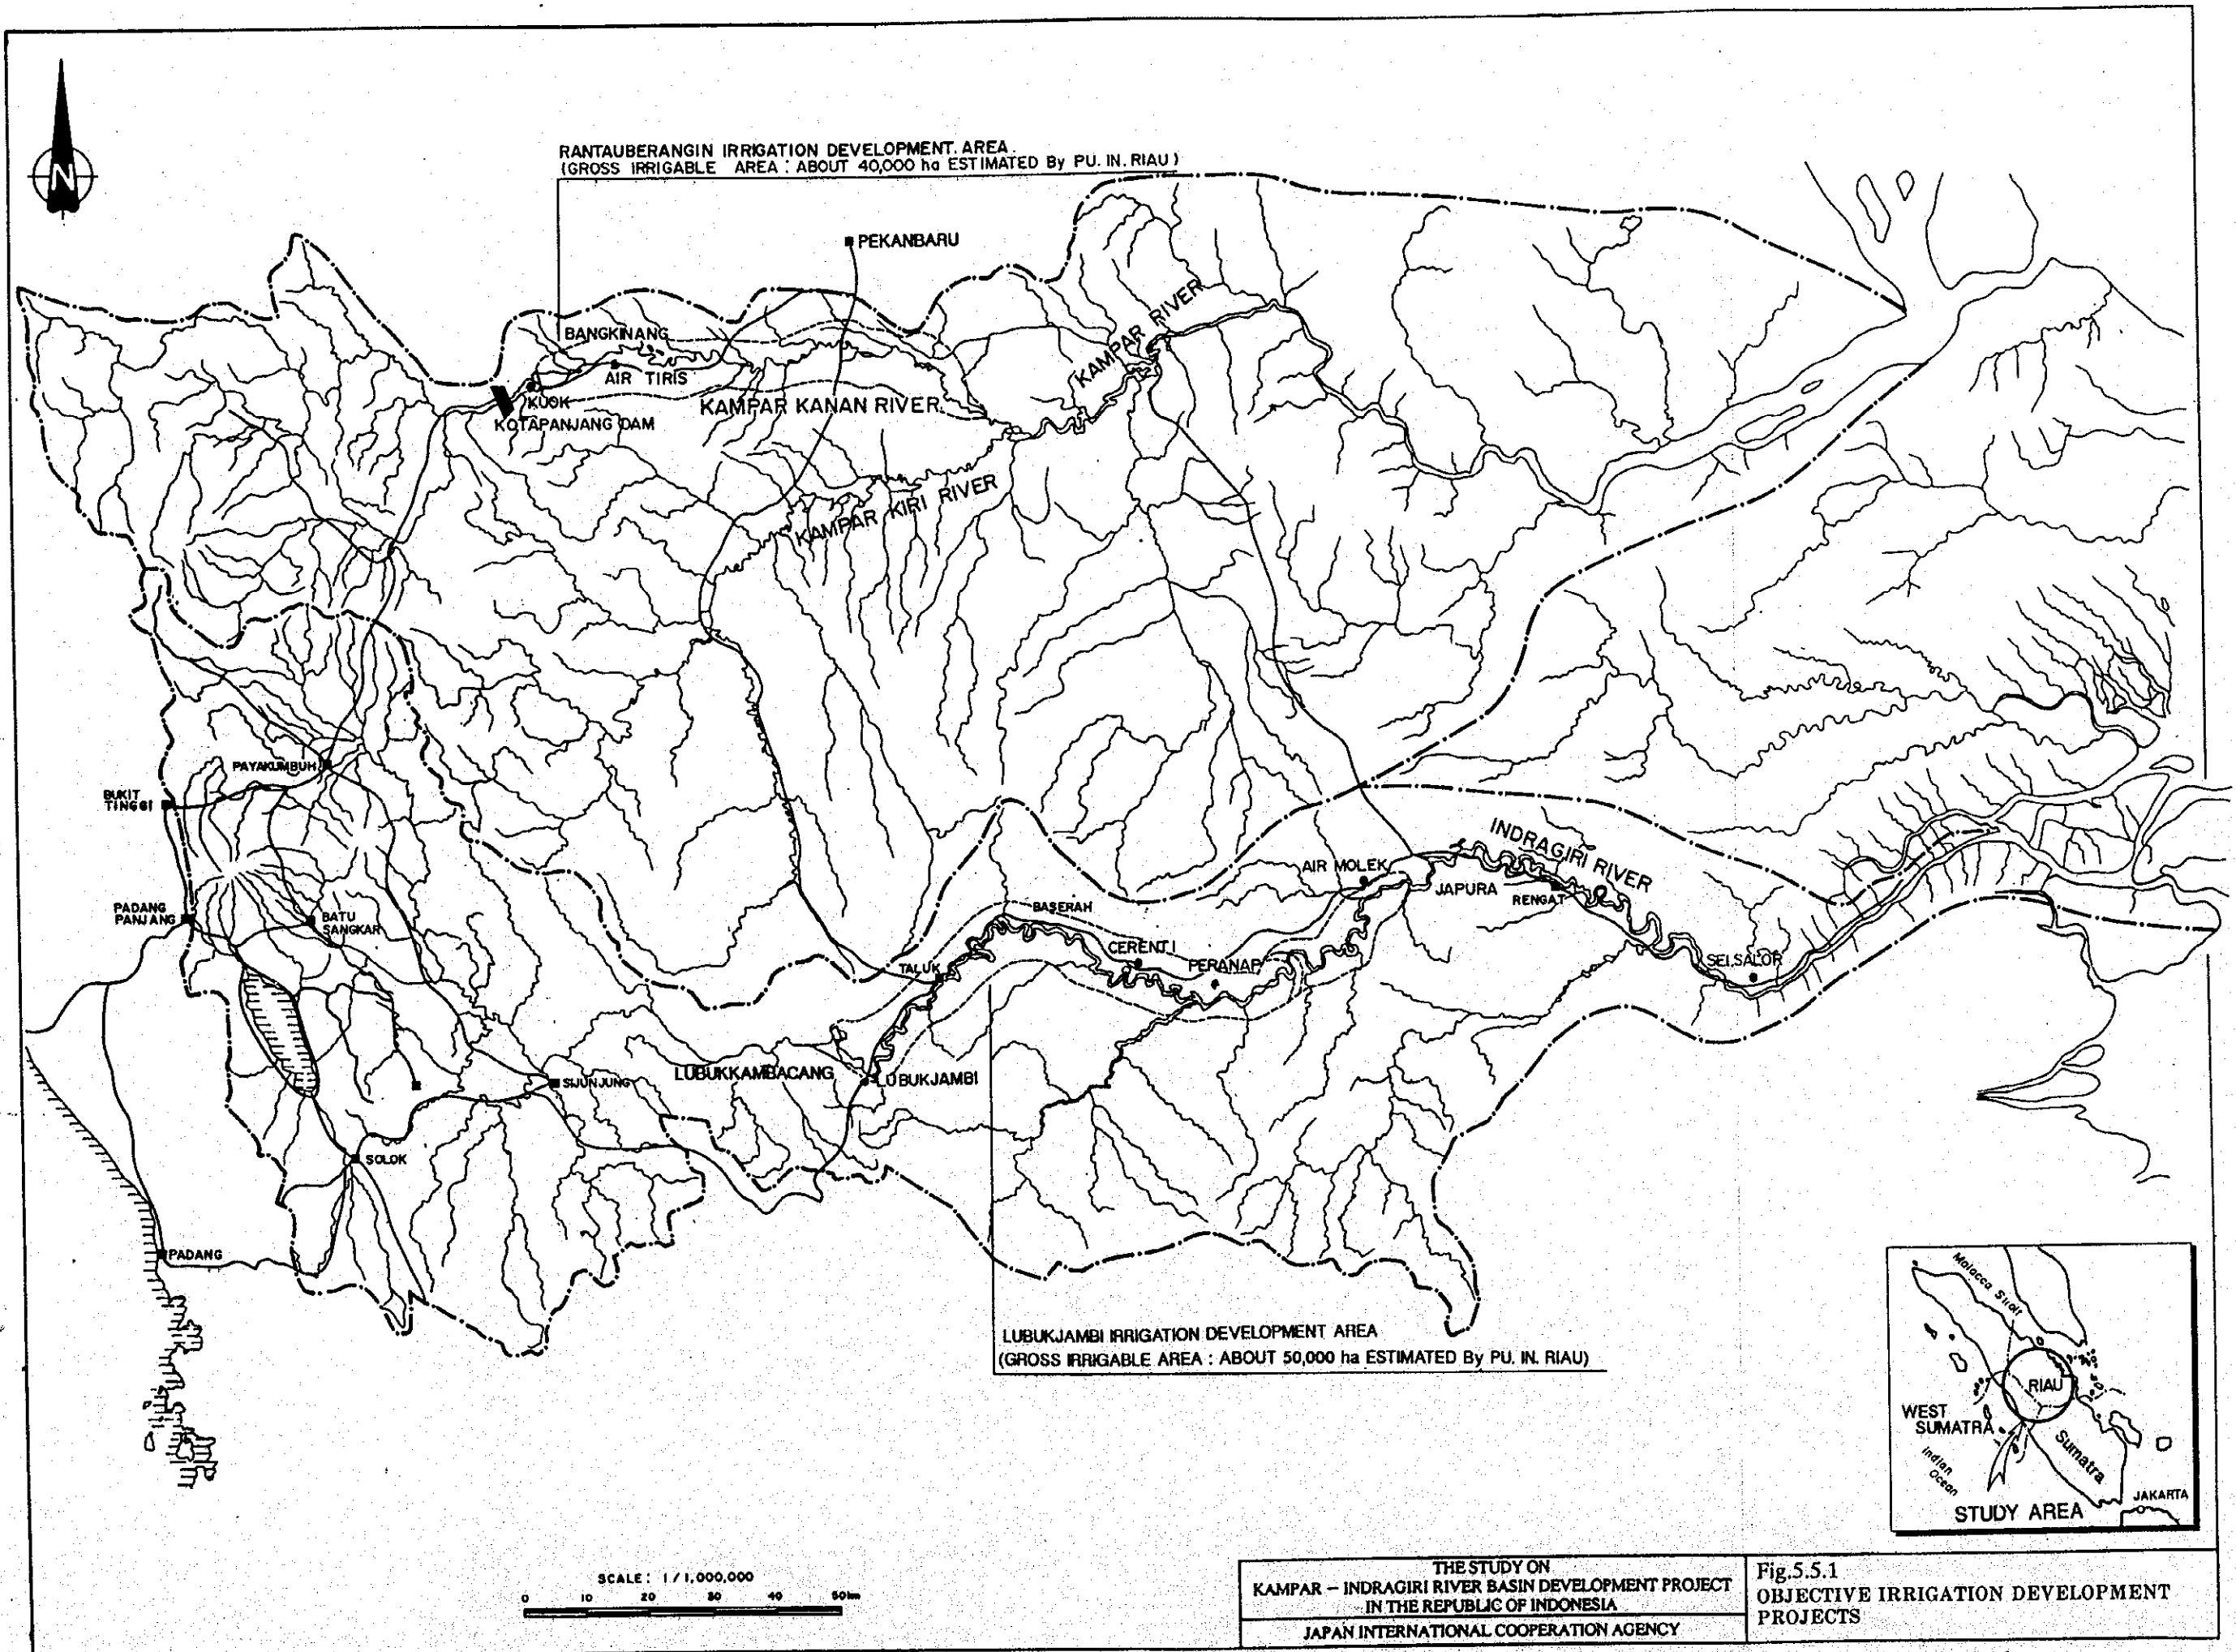 N
RANTAUBERANGIN IRRIGATION DEVELOPMENT. AREA.
(GROSS IRRIGABLE AREA : ABOUT 40,000 ha ESTIMATED By PU. IN. RIAU)
PEKANBARU
BANGKINANG
AIR TIRIS
KUOK
KOTAPANJANG DAM
KAMPAR KANAN RIVER
KAMPAR RIVER
KAMPAR KIRI RIVER
PAYAKUMBUH
BUKIT
TINGGI
PADANG
PANJANG
BATU
SANGKAR
INDRAGIRI RIVER
AIR MOLEK
JAPURA
RENGAT
BASERAH
CERENTI
PERANAP
TALUK
SEI.SALOR
LUBUKKAMBACANG
LUBUKJAMBI
SIJUNJUNG
SOLOK
PADANG
LUBUKJAMBI IRRIGATION DEVELOPMENT AREA
(GROSS IRRIGABLE AREA : ABOUT 50,000 ha ESTIMATED By PU. IN. RIAU)
Malacca Strait
RIAU
WEST
SUMATRA
Sumatra
Indian
Ocean
JAKARTA
STUDY AREA
SCALE: 1/1,000,000
0 10 20 30 40 50km
THE STUDY ON
KAMPAR – INDRAGIRI RIVER BASIN DEVELOPMENT PROJECT
IN THE REPUBLIC OF INDONESIA
JAPAN INTERNATIONAL COOPERATION AGENCY
Fig.5.5.1
OBJECTIVE IRRIGATION DEVELOPMENT
PROJECTS